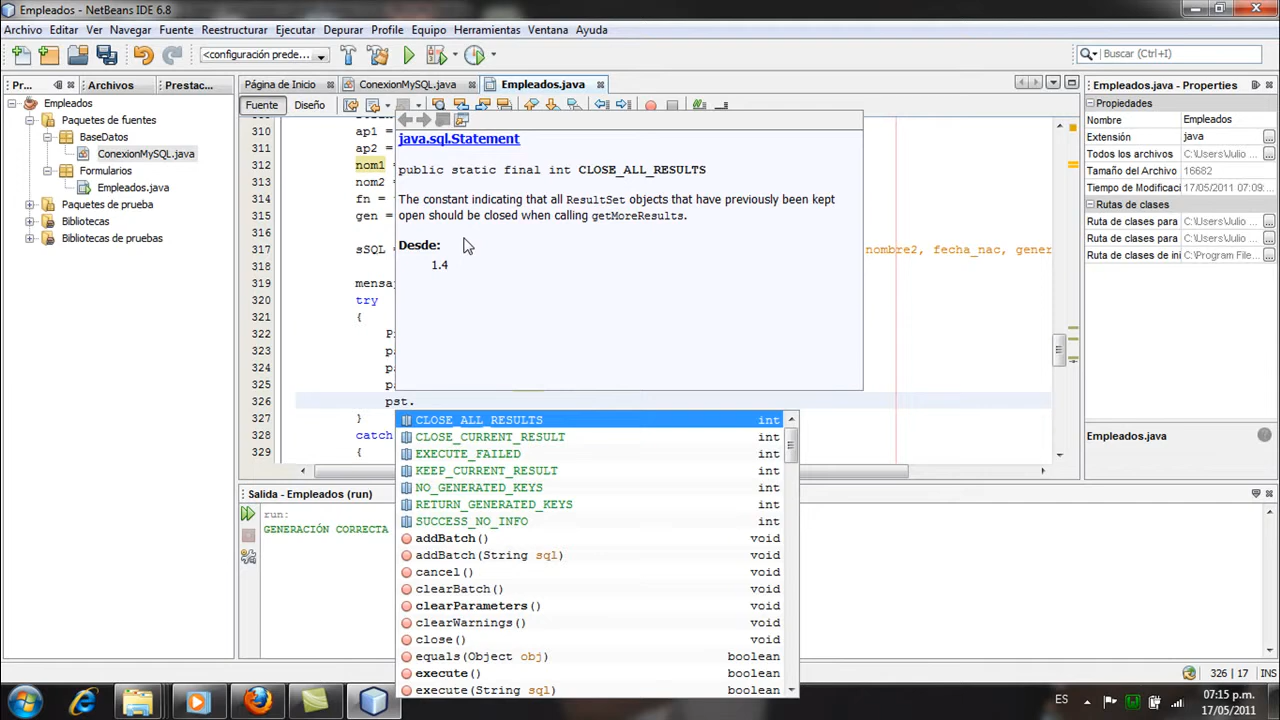 Empleados - NetBeans IDE 6.8
Archivo Editar Ver Navegar Fuente Reestructurar Ejecutar Depurar Profile Equipo Herramientas Ventana Ayuda
<configuración prede...
Buscar (Ctrl+I)
Pr... Archivos Prestac...
Página de Inicio ConexionMySQL.java Empleados.java
Empleados.java - Properties
Empleados
Paquetes de fuentes
BaseDatos
ConexionMySQL.java
Formularios
Empleados.java
Paquetes de prueba
Bibliotecas
Bibliotecas de pruebas
Fuente Diseño
310 ap1 =
311 ap2 =
312 nom1 =
313 nom2 =
314 fn =
315 gen =
316
317 sSQL = nombre2, fecha_nac, gener
318
319 mensa
320 try
321 {
322 P
323 p
324 p
325 p
326 pst.
327 }
328 catch
329 {
java.sql.Statement
public static final int CLOSE_ALL_RESULTS
The constant indicating that all ResultSet objects that have previously been kept
open should be closed when calling getMoreResults.
Desde:
1.4
CLOSE_ALL_RESULTS int
CLOSE_CURRENT_RESULT int
EXECUTE_FAILED int
KEEP_CURRENT_RESULT int
NO_GENERATED_KEYS int
RETURN_GENERATED_KEYS int
SUCCESS_NO_INFO int
addBatch() void
addBatch(String sql) void
cancel() void
clearBatch() void
clearParameters() void
clearWarnings() void
close() void
equals(Object obj) boolean
execute() boolean
execute(String sql) boolean
Propiedades
Nombre Empleados
Extensión java
Todos los archivos C:\Users\Julio
Tamaño del Archivo 16682
Tiempo de Modificaci 17/05/2011 07:09...
Rutas de clases
Ruta de clases para C:\Users\Julio ...
Ruta de clases para C:\Users\Julio ...
Ruta de clases de ini C:\Program File...
Empleados.java
Salida - Empleados (run)
run:
GENERACIÓN CORRECTA
326 | 17 INS
ES
07:15 p.m.
17/05/2011